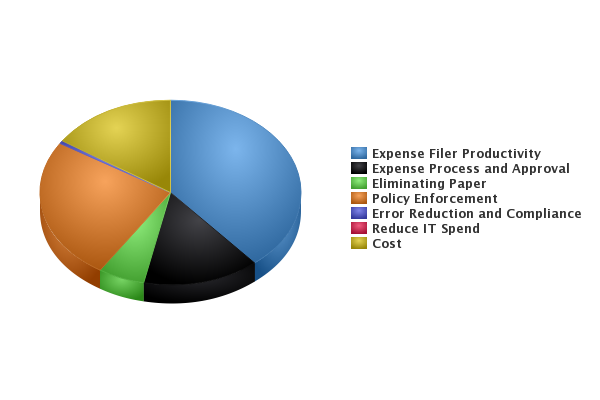 Expense Filer Productivity
Expense Process and Approval
Eliminating Paper
Policy Enforcement
Error Reduction and Compliance
Reduce IT Spend
Cost